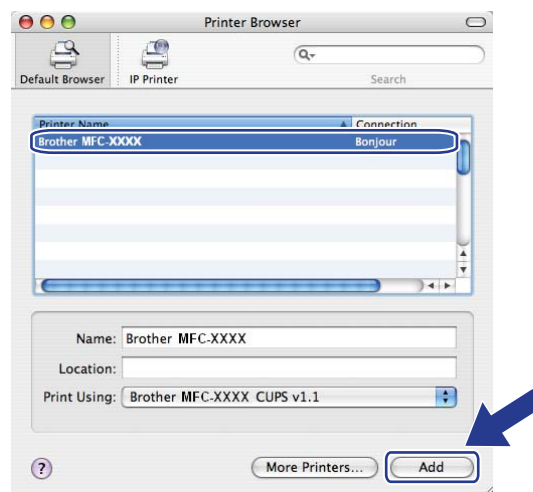 Printer Browser
Default Browser
IP Printer
Q
Search
Printer Name Connection
Brother MFC-XXXX Bonjour
Name: Brother MFC-XXXX
Location:
Print Using: Brother MFC-XXXX CUPS v1.1
? More Printers... Add